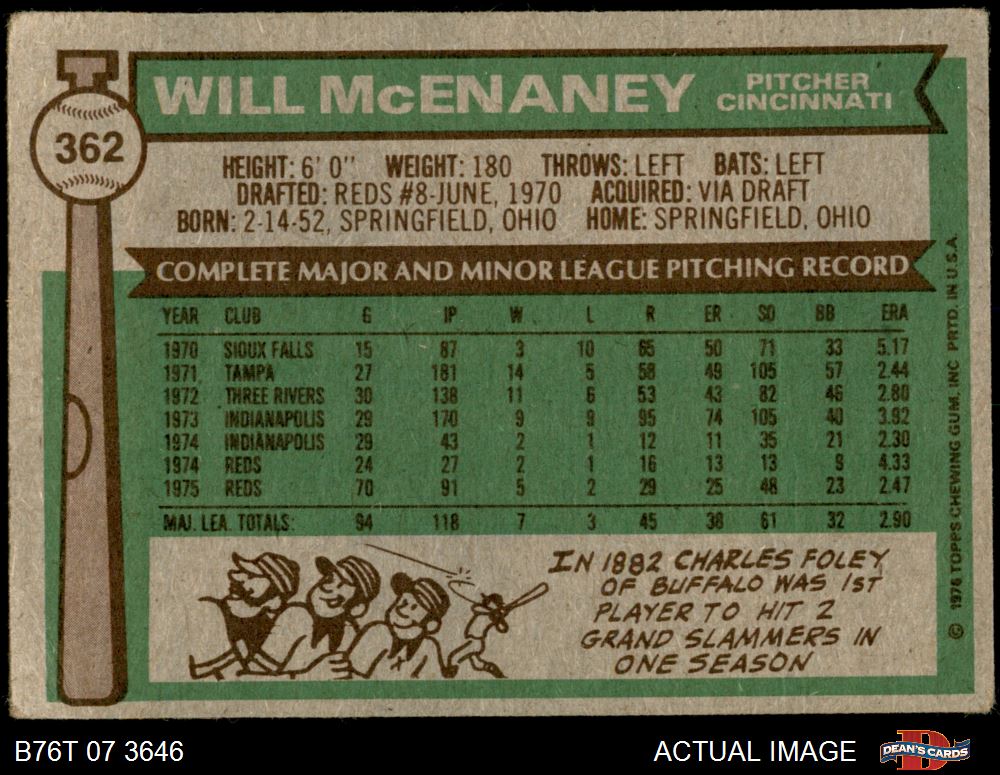 WILL McENANEY
PITCHER
CINCINNATI
362
HEIGHT: 6' 0" WEIGHT: 180 THROWS: LEFT BATS: LEFT
DRAFTED: REDS #8-JUNE, 1970 ACQUIRED: VIA DRAFT
BORN: 2-14-52, SPRINGFIELD, OHIO HOME: SPRINGFIELD, OHIO
COMPLETE MAJOR AND MINOR LEAGUE PITCHING RECORD
YEAR CLUB G IP W L R ER SO BB ERA
1970 SIOUX FALLS 15 87 3 10 65 50 71 33 5.17
1971 TAMPA 27 181 14 5 58 49 105 57 2.44
1972 THREE RIVERS 30 138 11 6 53 43 82 46 2.80
1973 INDIANAPOLIS 29 170 9 9 95 74 105 40 3.92
1974 INDIANAPOLIS 29 43 2 1 12 11 35 21 2.30
1974 REDS 24 27 2 1 16 13 13 9 4.33
1975 REDS 70 91 5 2 29 25 48 23 2.47
MAJ. LEA. TOTALS: 94 118 7 3 45 38 61 32 2.90
IN 1882 CHARLES FOLEY
OF BUFFALO WAS 1ST
PLAYER TO HIT 2
GRAND SLAMMERS IN
ONE SEASON
© 1976 TOPPS CHEWING GUM, INC PRTD. IN U.S.A.
B76T 07 3646
ACTUAL IMAGE
D
DEAN'S CARDS